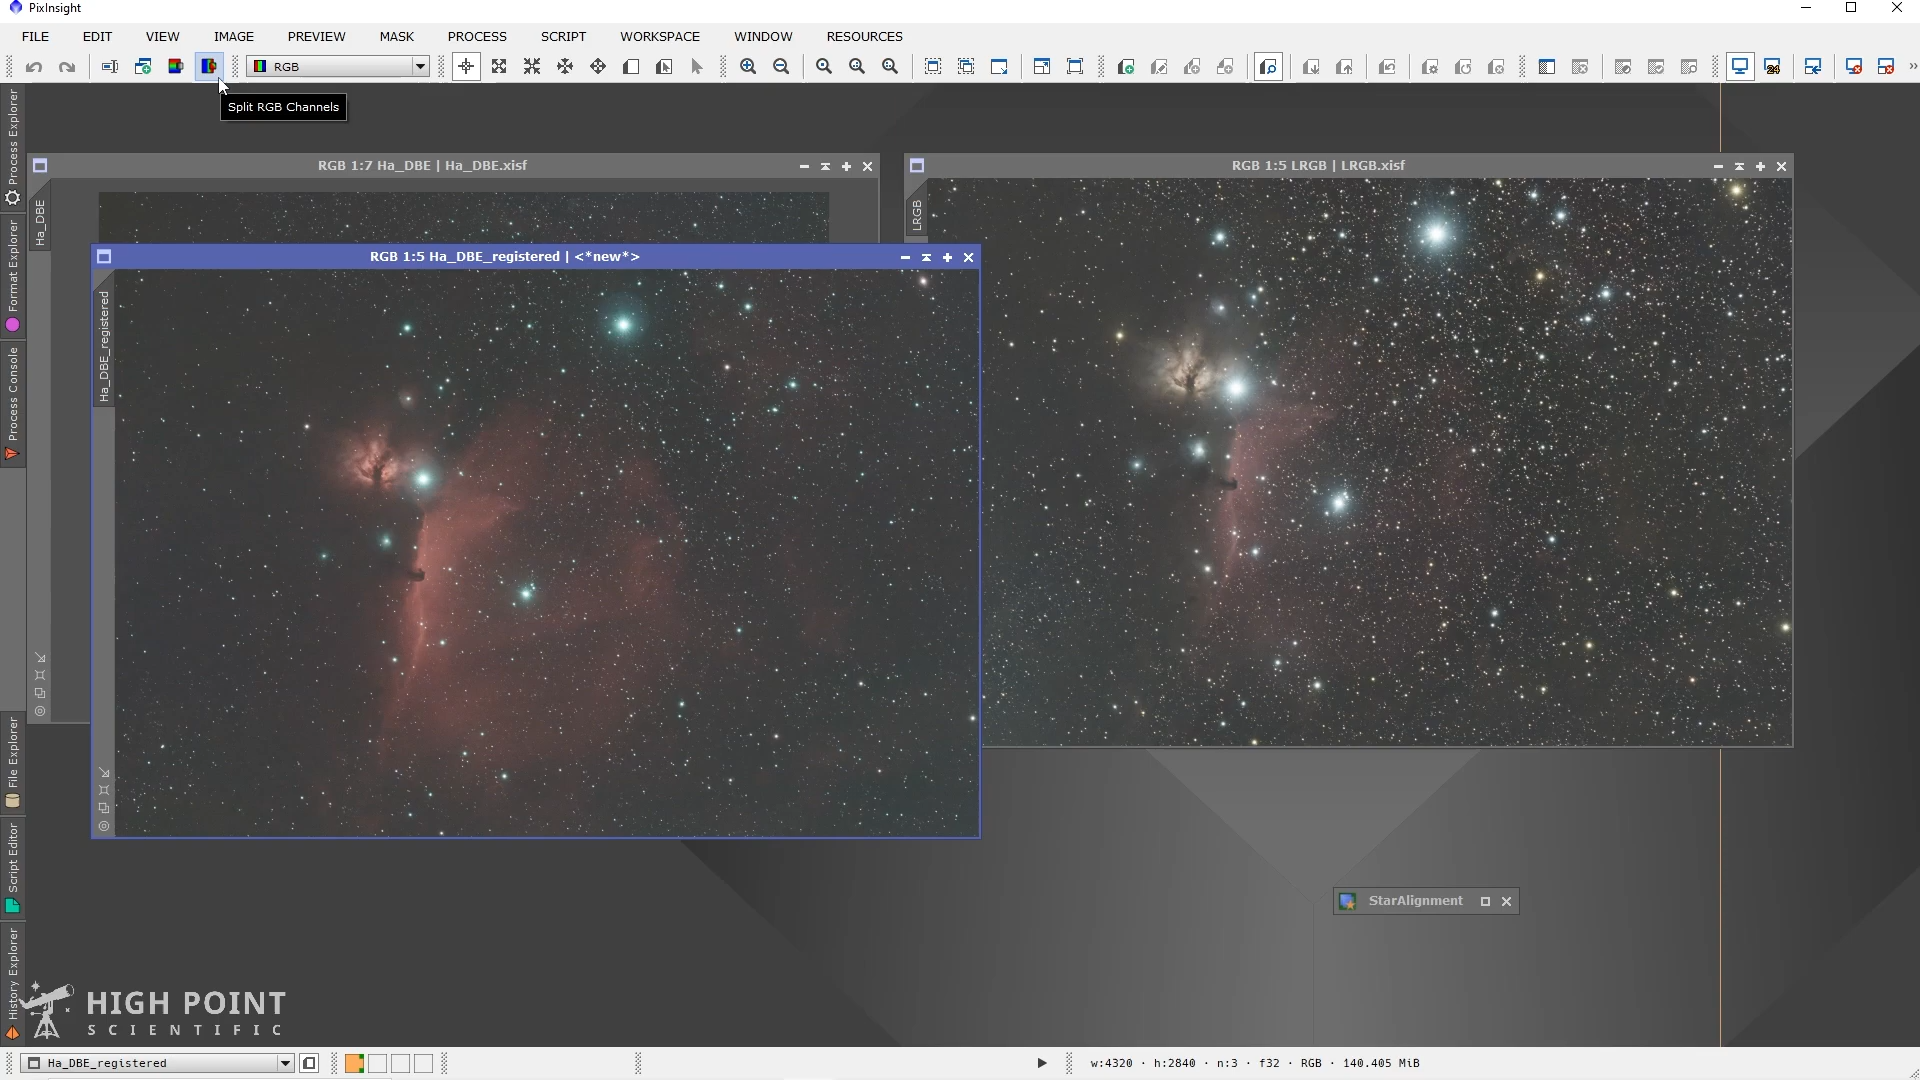 PixInsight
FILE EDIT VIEW IMAGE PREVIEW MASK PROCESS SCRIPT WORKSPACE WINDOW RESOURCES
RGB
24
Split RGB Channels
Process Explorer
Format Explorer
Process Console
File Explorer
Script Editor
History Explorer
RGB 1:7 Ha_DBE | Ha_DBE.xisf
Ha_DBE
RGB 1:5 LRGB | LRGB.xisf
LRGB
RGB 1:5 Ha_DBE_registered | <*new*>
Ha_DBE_registered
StarAlignment
HIGH POINT
SCIENTIFIC
Ha_DBE_registered
w:4320 · h:2840 · n:3 · f32 · RGB · 140.405 MiB